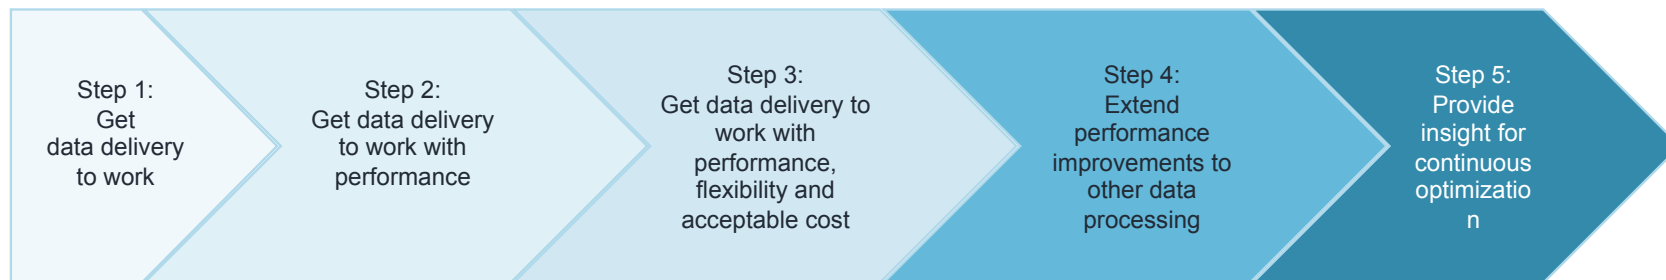 Step 1:
Get
data delivery
to work
Step 2:
Get data delivery
to work with
performance
Step 3:
Get data delivery to
work with
performance,
flexibility and
acceptable cost
Step 4:
Extend
performance
improvements to
other data
processing
Step 5:
Provide
insight for
continuous
optimizatio
n